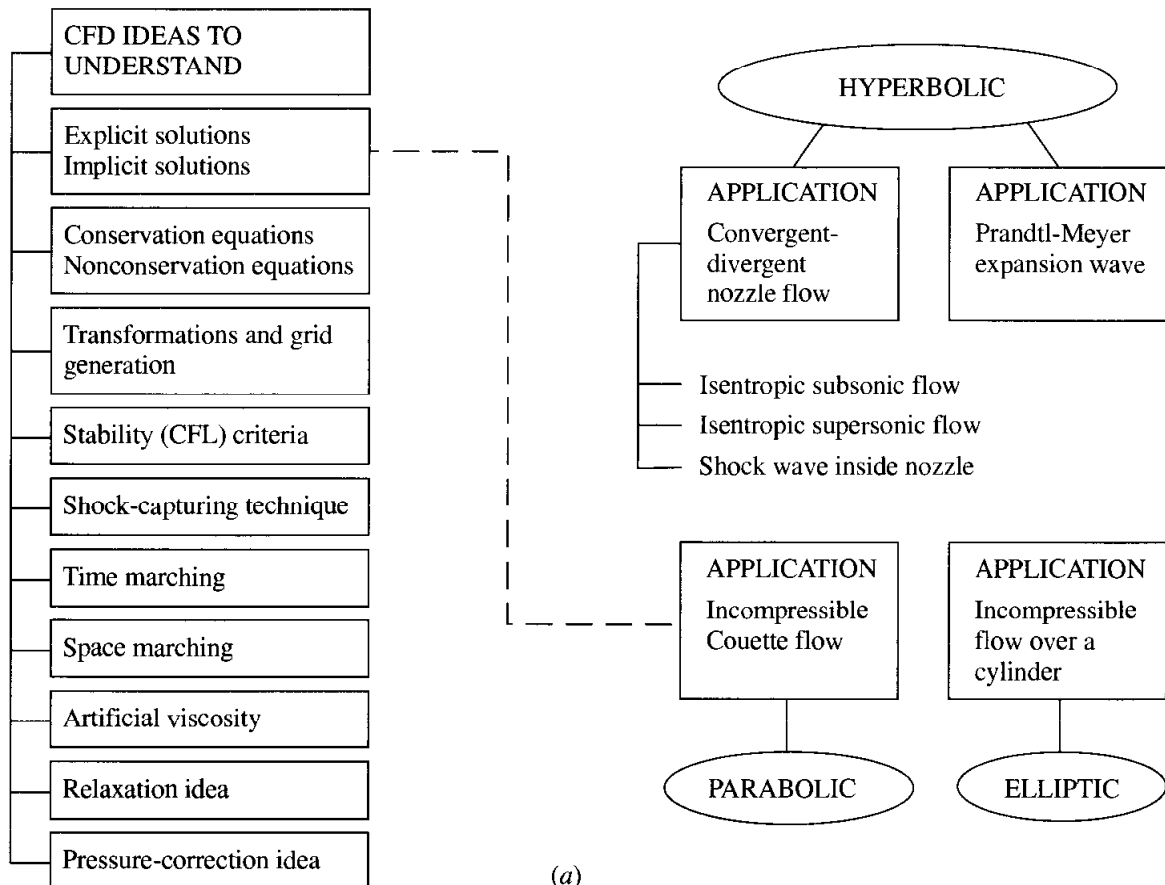 CFD IDEAS TO
UNDERSTAND
Explicit solutions
Implicit solutions
Conservation equations
Nonconservation equations
Transformations and grid
generation
Stability (CFL) criteria
Shock-capturing technique
Time marching
Space marching
Artificial viscosity
Relaxation idea
Pressure-correction idea
HYPERBOLIC
APPLICATION
Convergent-
divergent
nozzle flow
APPLICATION
Prandtl-Meyer
expansion wave
Isentropic subsonic flow
Isentropic supersonic flow
Shock wave inside nozzle
APPLICATION
Incompressible
Couette flow
APPLICATION
Incompressible
flow over a
cylinder
PARABOLIC
ELLIPTIC
(a)